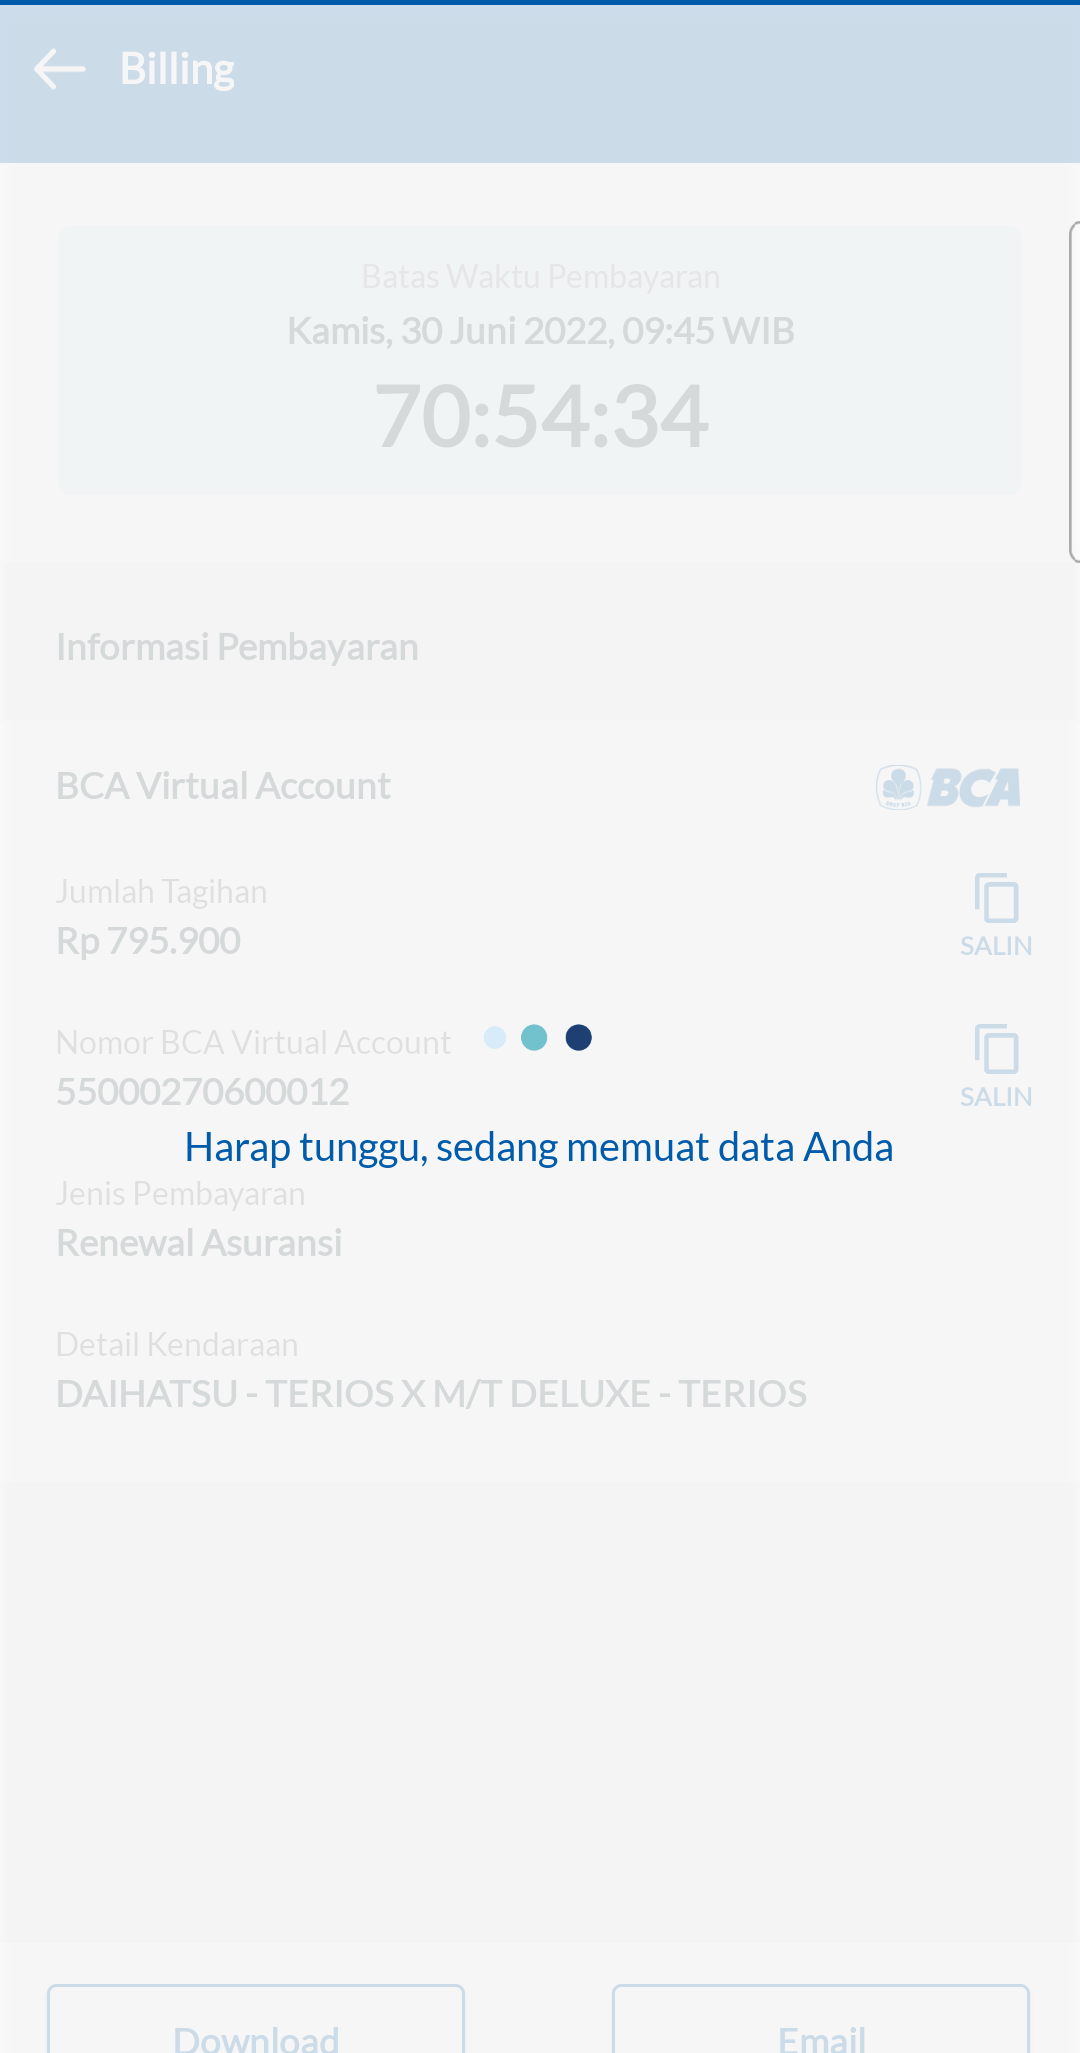 Billing
Batas Waktu Pembayaran
Kamis, 30 Juni 2022, 09:45 WIB
70:54:34
Informasi Pembayaran
BCA Virtual Account
BCA
Jumlah Tagihan
Rp 795.900
SALIN
Nomor BCA Virtual Account
55000270600012
SALIN
Harap tunggu, sedang memuat data Anda
Jenis Pembayaran
Renewal Asuransi
Detail Kendaraan
DAIHATSU - TERIOS X M/T DELUXE - TERIOS
Download
Email